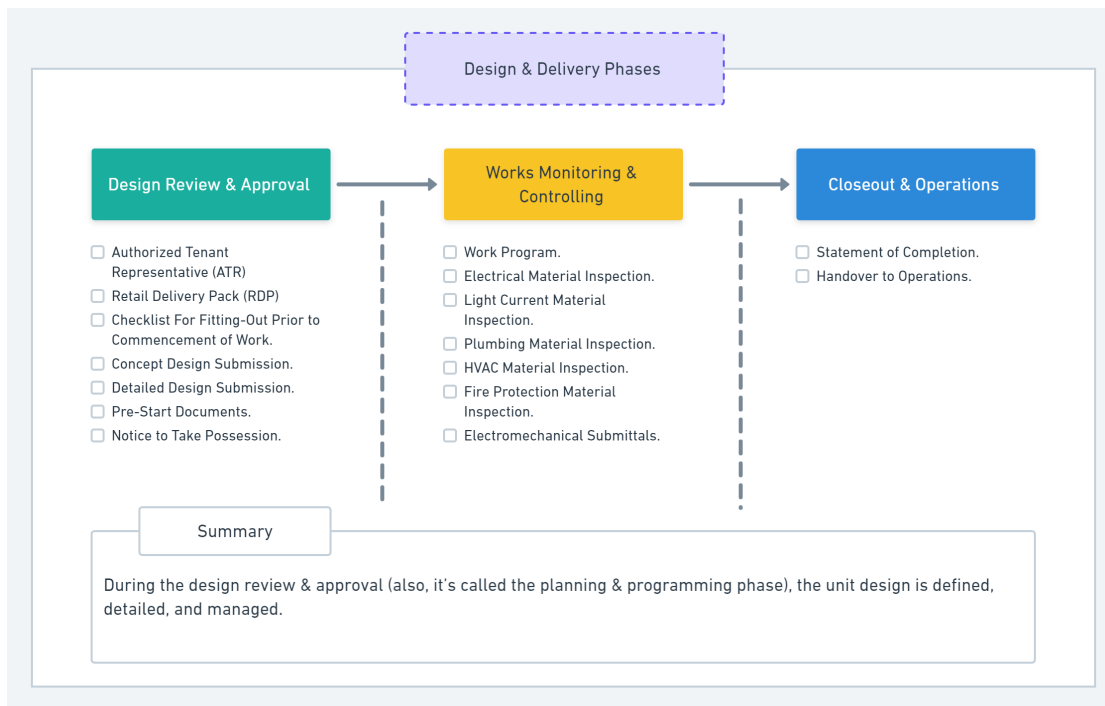 Design & Delivery Phases
Design Review & Approval
Authorized Tenant
Representative (ATR)
Retail Delivery Pack (RDP)
Checklist For Fitting-Out Prior to
Commencement of Work.
Concept Design Submission.
Detailed Design Submission.
Pre-Start Documents.
Notice to Take Possession.
Works Monitoring &
Controlling
Work Program.
Electrical Material Inspection.
Light Current Material
Inspection.
Plumbing Material Inspection.
HVAC Material Inspection.
Fire Protection Material
Inspection.
Electromechanical Submittals.
Closeout & Operations
Statement of Completion.
Handover to Operations.
Summary
During the design review & approval (also, it's called the planning & programming phase), the unit design is defined,
detailed, and managed.